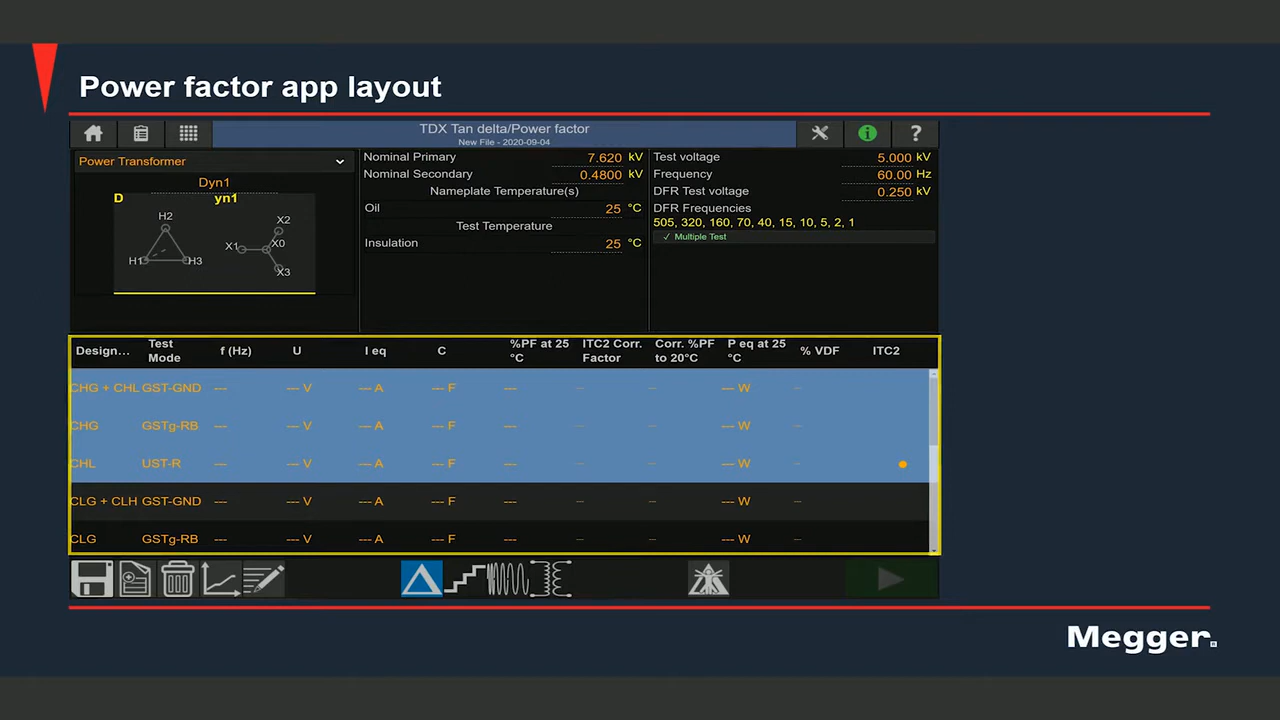 Power factor app layout
TDX Tan delta/Power factor
New File - 2020-09-04
?
Power Transformer
Dyn1
D yn1
H2
H1
H3
X2
X1
X0
X3
Nominal Primary 7.620 kV
Nominal Secondary 0.4800 kV
Nameplate Temperature(s)
Oil 25 °C
Test Temperature
Insulation 25 °C
Test voltage 5.000 kV
Frequency 60.00 Hz
DFR Test voltage 0.250 kV
DFR Frequencies
505, 320, 160, 70, 40, 15, 10, 5, 2, 1
✓ Multiple Test
Design... Test Mode f (Hz) U I eq C %PF at 25 °C ITC2 Corr. Factor Corr. %PF to 20°C P eq at 25 °C % VDF ITC2
CHG + CHL GST-GND --- --- V --- A --- F --- -- -- --- W --
CHG GSTg-RB --- --- V --- A --- F --- -- -- --- W --
CHL UST-R --- --- V --- A --- F --- -- -- --- W --
CLG + CLH GST-GND --- --- V --- A --- F --- -- -- --- W --
CLG GSTg-RB --- --- V --- A --- F --- -- -- --- W --
Megger.